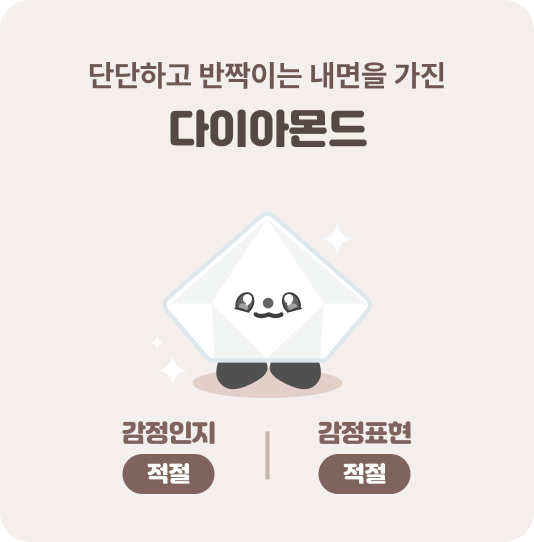 단단하고 반짝이는 내면을 가진
다이아몬드
감정인지
적절
감정표현
적절